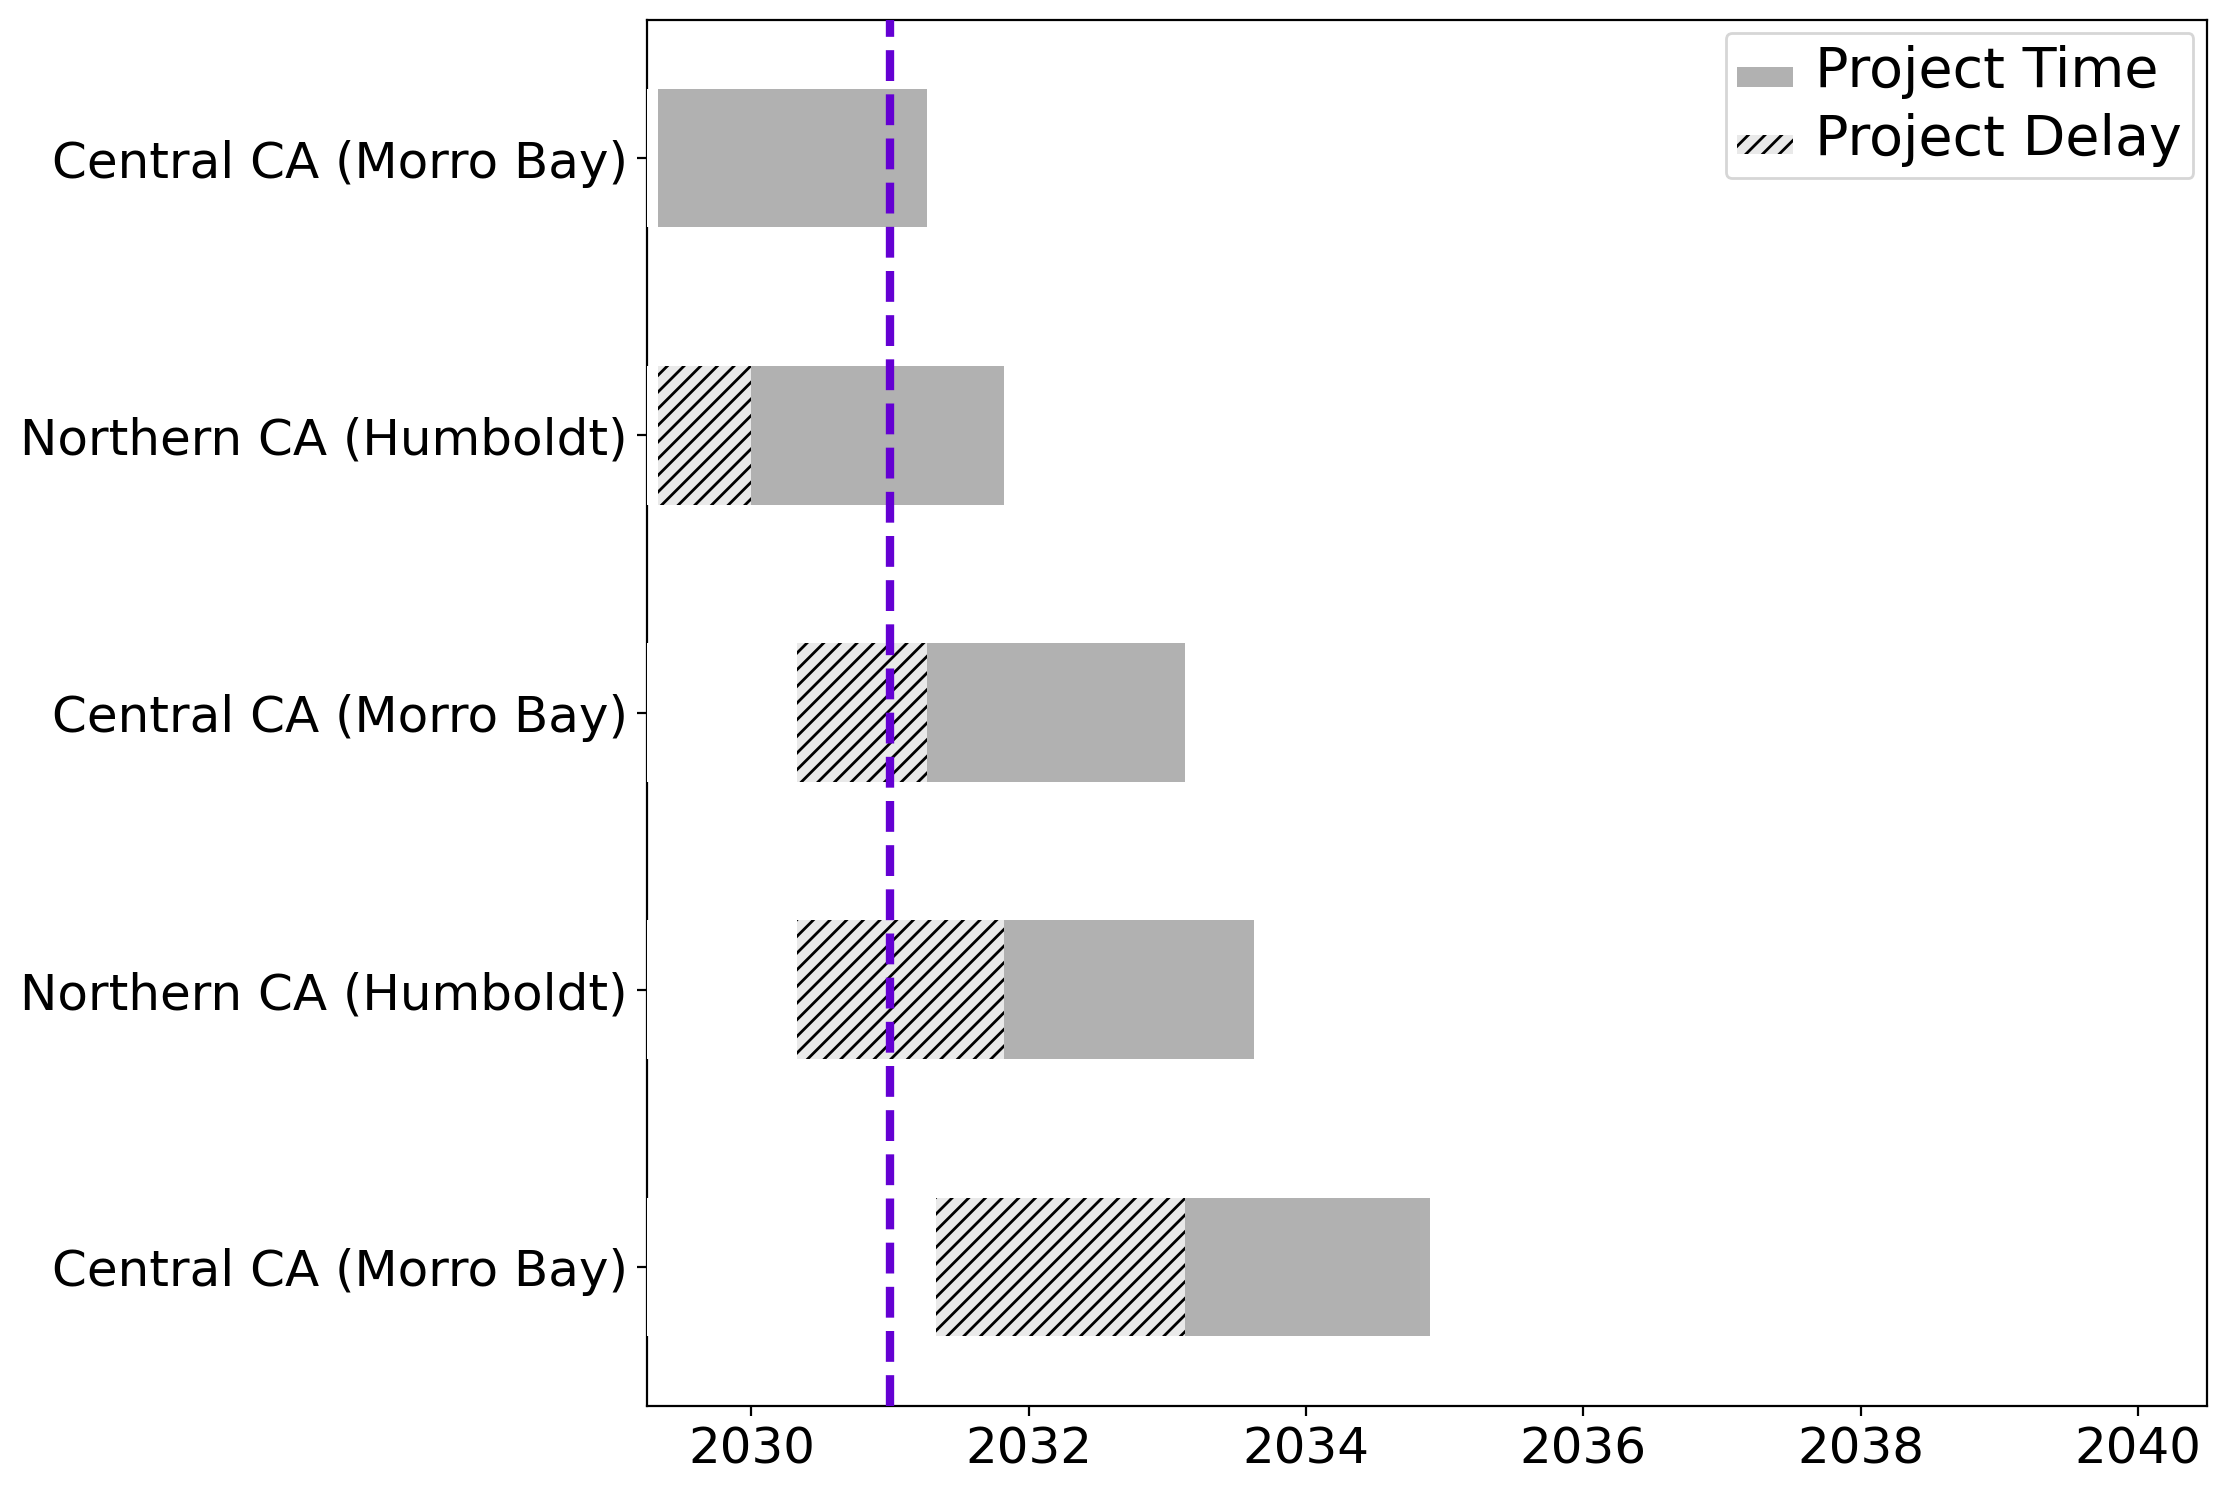 Project Time
Project Delay
Central CA (Morro Bay)
Northern CA (Humboldt)
Central CA (Morro Bay)
Northern CA (Humboldt)
Central CA (Morro Bay)
2030 2032 2034 2036 2038 2040